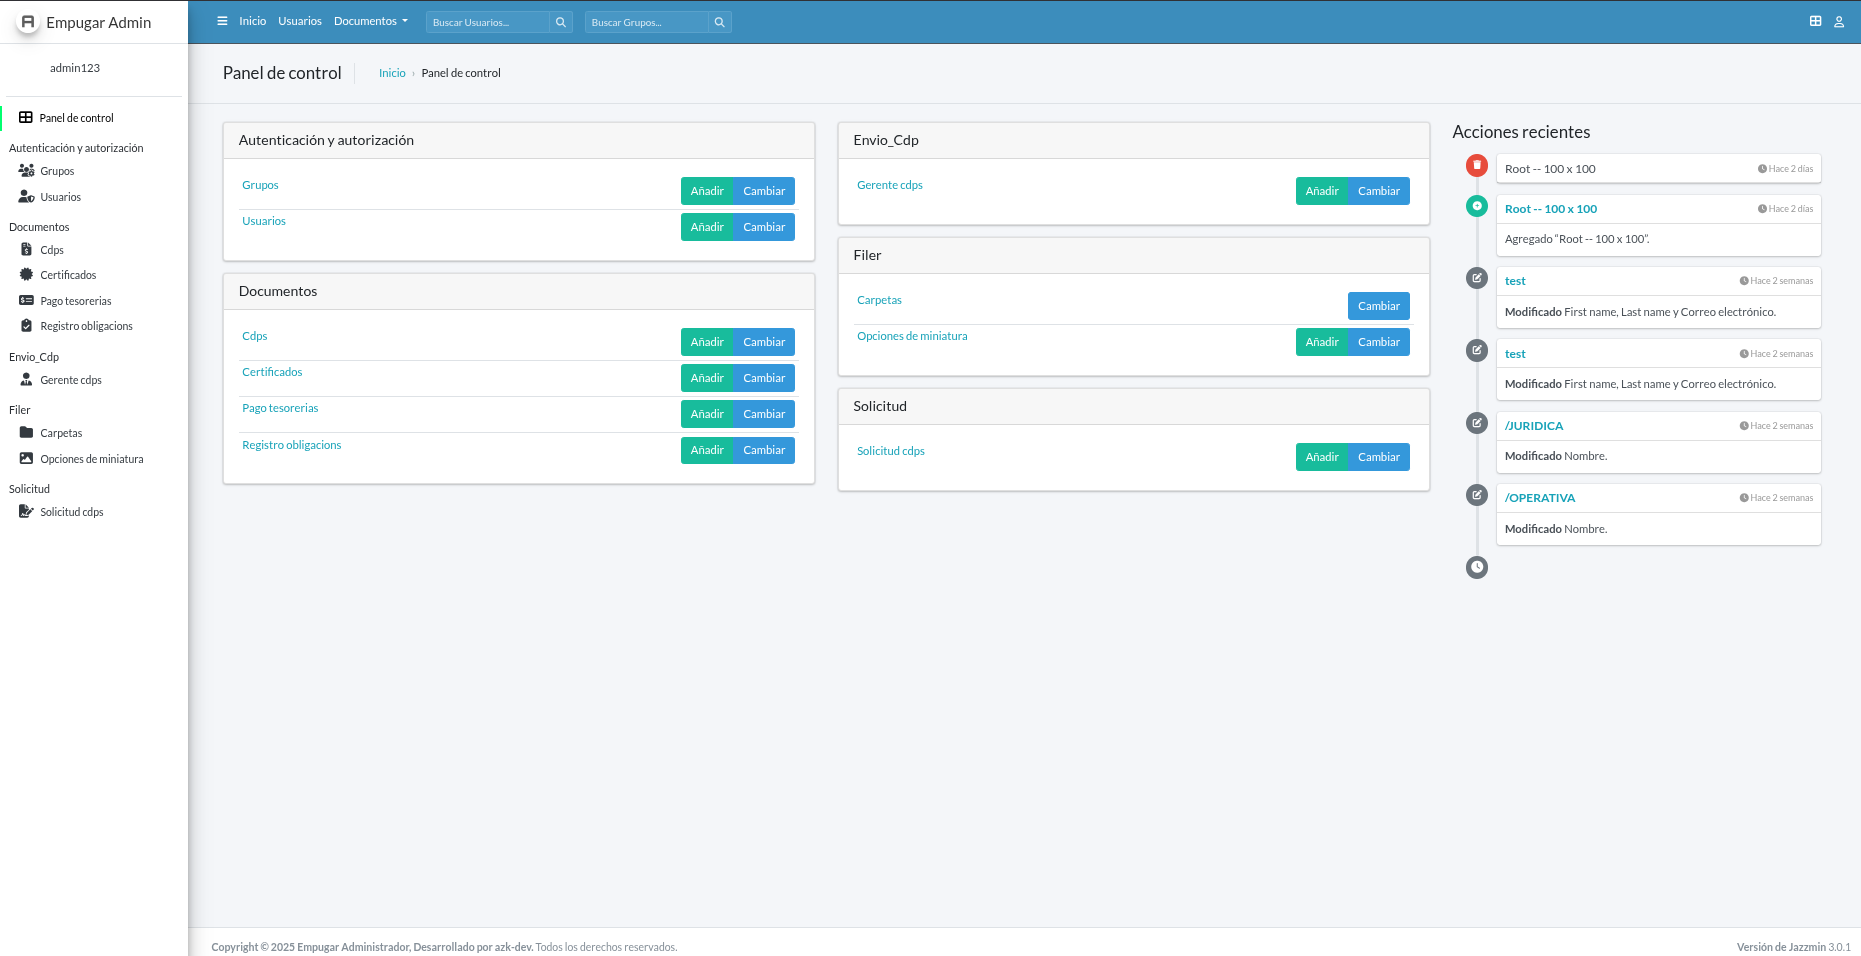 Empugar Admin
admin123
Panel de control
Autenticación y autorización
Grupos
Usuarios
Documentos
Cdps
Certificados
Pago tesorerias
Registro obligacions
Envio_Cdp
Gerente cdps
Filer
Carpetas
Opciones de miniatura
Solicitud
Solicitud cdps
Inicio Usuarios Documentos Buscar Usuarios... Buscar Grupos...
Panel de control Inicio › Panel de control
Autenticación y autorización
Grupos Añadir Cambiar
Usuarios Añadir Cambiar
Documentos
Cdps Añadir Cambiar
Certificados Añadir Cambiar
Pago tesorerias Añadir Cambiar
Registro obligacions Añadir Cambiar
Envio_Cdp
Gerente cdps Añadir Cambiar
Filer
Carpetas Cambiar
Opciones de miniatura Añadir Cambiar
Solicitud
Solicitud cdps Añadir Cambiar
Acciones recientes
Root -- 100 x 100 Hace 2 días
Root -- 100 x 100 Hace 2 días
Agregado “Root -- 100 x 100”.
test Hace 2 semanas
Modificado First name, Last name y Correo electrónico.
test Hace 2 semanas
Modificado First name, Last name y Correo electrónico.
/JURIDICA Hace 2 semanas
Modificado Nombre.
/OPERATIVA Hace 2 semanas
Modificado Nombre.
Copyright © 2025 Empugar Administrador, Desarrollado por azk-dev. Todos los derechos reservados. Versión de Jazzmin 3.0.1